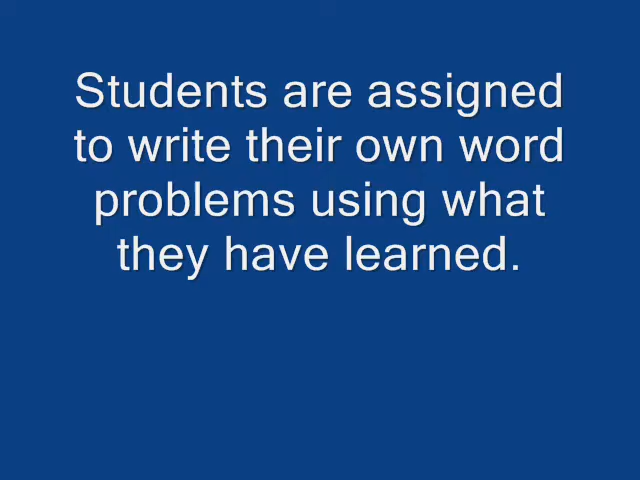 Students are assigned
to write their own word
problems using what
they have learned.